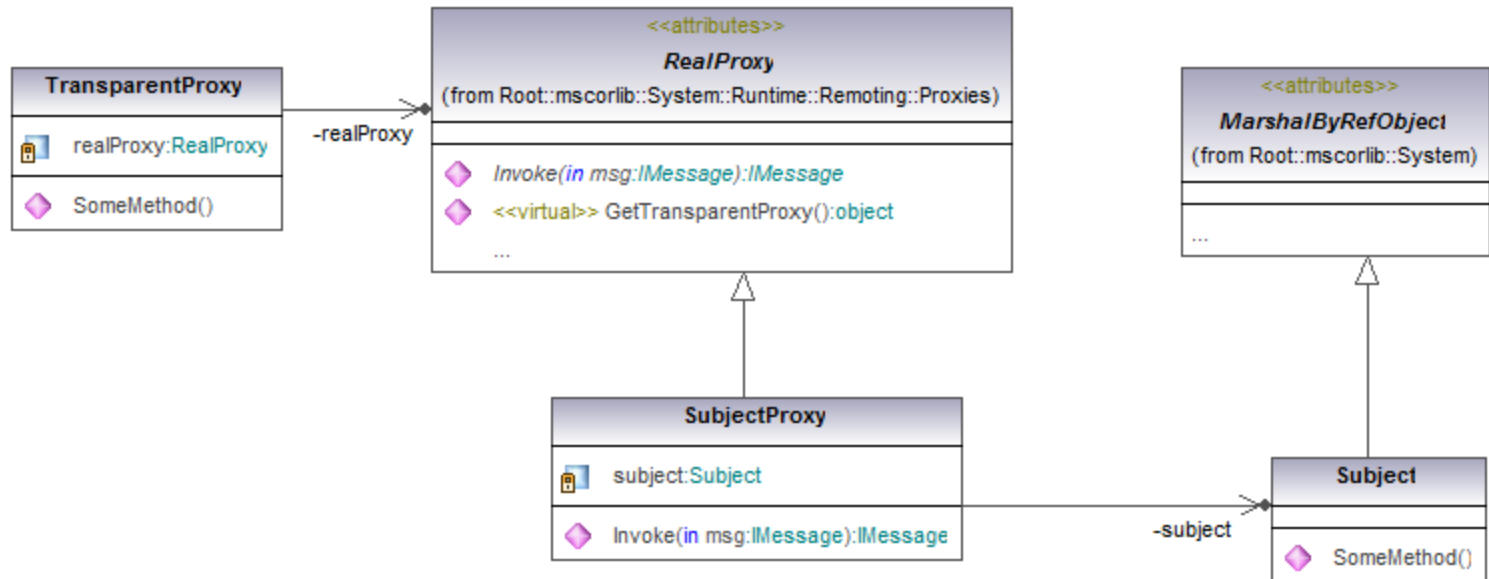 TransparentProxy
realProxy:RealProxy
SomeMethod()
-realProxy
<<attributes>>
RealProxy
(from Root::mscorlib::System::Runtime::Remoting::Proxies)
Invoke(in msg:IMessage):IMessage
<<virtual>> GetTransparentProxy():object
...
<<attributes>>
MarshalByRefObject
(from Root::mscorlib::System)
...
SubjectProxy
subject:Subject
Invoke(in msg:IMessage):IMessage
-subject
Subject
SomeMethod()